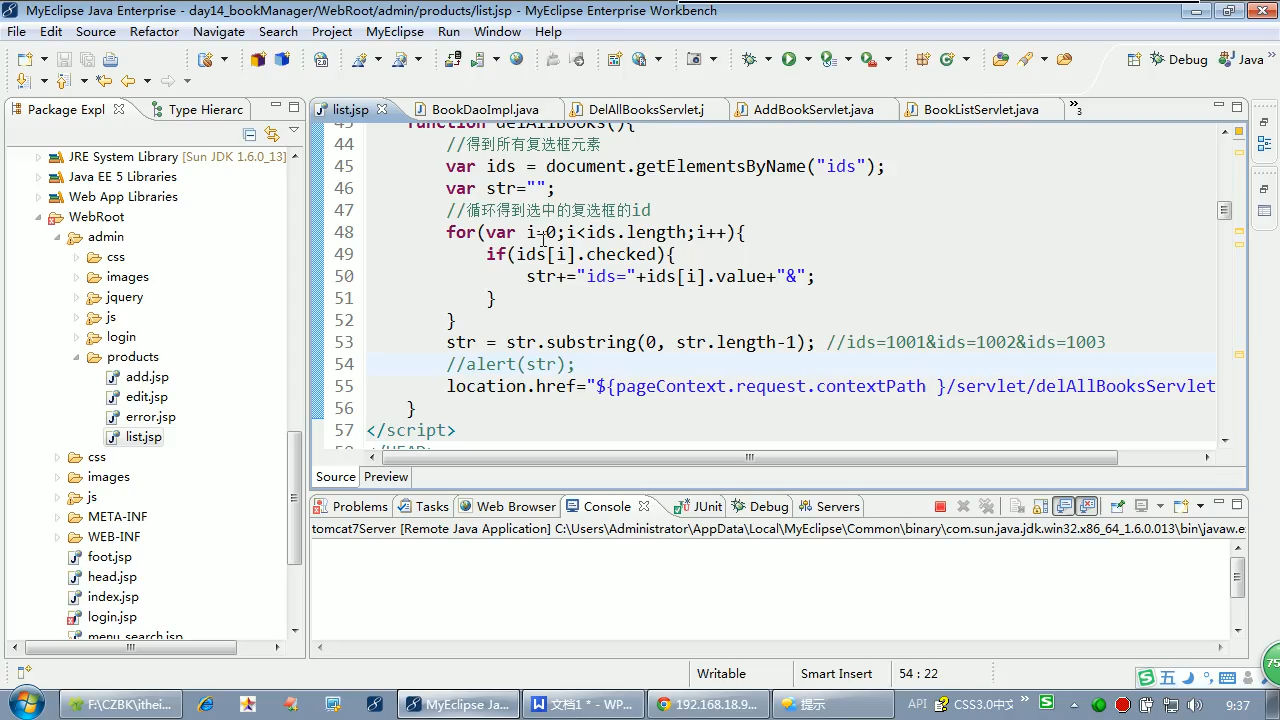 MyEclipse Java Enterprise - day14_bookManager/WebRoot/admin/products/list.jsp - MyEclipse Enterprise Workbench
File Edit Source Refactor Navigate Search Project MyEclipse Run Window Help
Debug Java
Package Expl Type Hierarc
list.jsp BookDaoImpl.java DelAllBooksServlet.j AddBookServlet.java BookListServlet.java 3
JRE System Library [Sun JDK 1.6.0_13]
Java EE 5 Libraries
Web App Libraries
WebRoot
admin
css
images
jquery
js
login
products
add.jsp
edit.jsp
error.jsp
list.jsp
css
images
js
META-INF
WEB-INF
foot.jsp
head.jsp
index.jsp
login.jsp
menu_search.jsp
43 function delAllBooks(){
44 //得到所有复选框元素
45 var ids = document.getElementsByName("ids");
46 var str="";
47 //循环得到选中的复选框的id
48 for(var i=0;i<ids.length;i++){
49 if(ids[i].checked){
50 str+="ids="+ids[i].value+"&";
51 }
52 }
53 str = str.substring(0, str.length-1); //ids=1001&ids=1002&ids=1003
54 //alert(str);
55 location.href="${pageContext.request.contextPath }/servlet/delAllBooksServlet
56 }
57 </script>
58 </HEAD>
Source Preview
Problems Tasks Web Browser Console JUnit Debug Servers
tomcat7Server [Remote Java Application] C:\Users\Administrator\AppData\Local\MyEclipse\Common\binary\com.sun.java.jdk.win32.x86_64_1.6.0.013\bin\javaw.e
Writable Smart Insert 54 : 22
75
五
F:\CZBK\ithei... MyEclipse Ja... 文档1 * - WP... 192.168.18.9... 提示 API CSS3.0中文 9:37